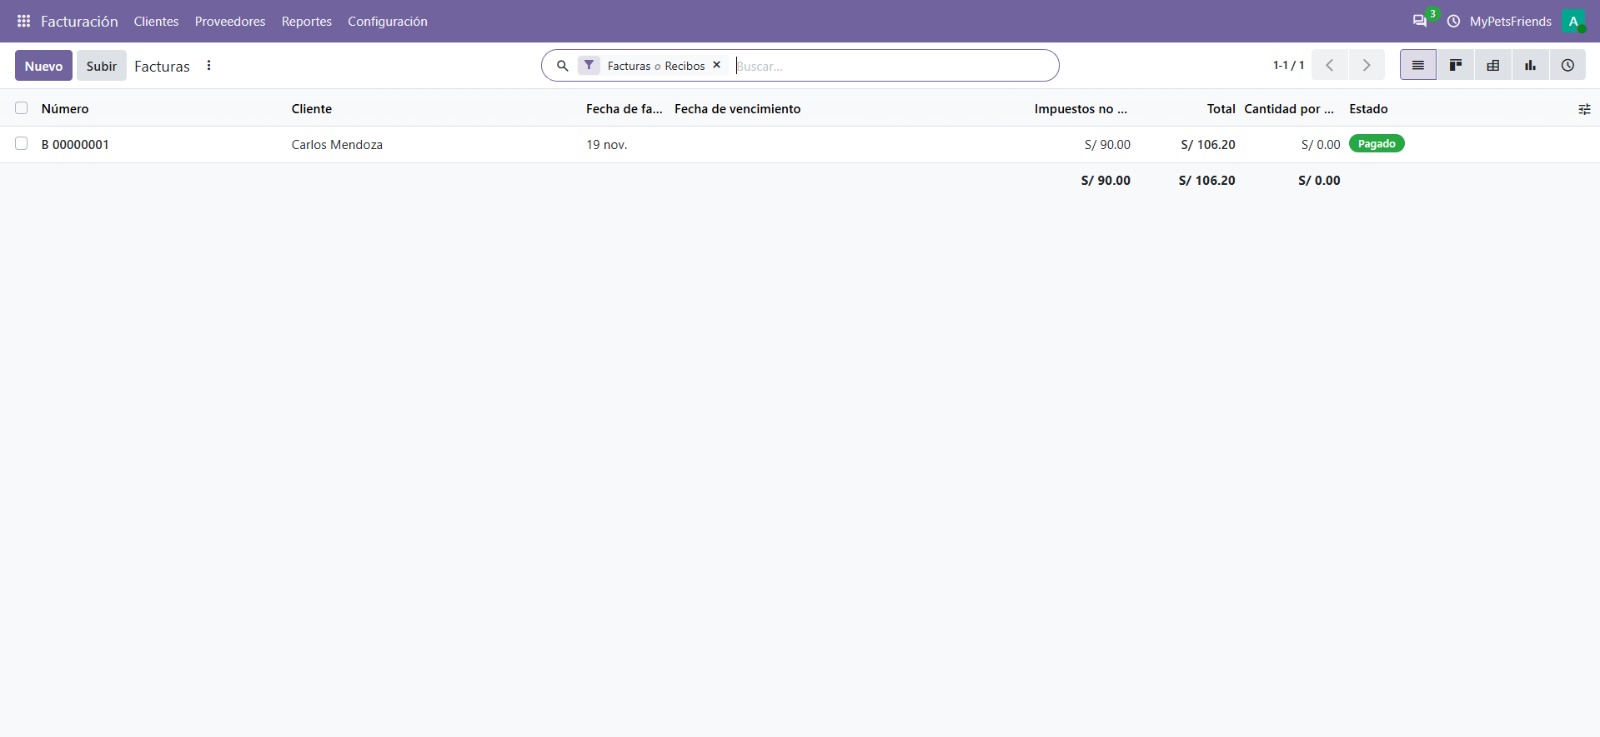 Facturación Clientes Proveedores Reportes Configuración 3 MyPetsFriends A
Nuevo Subir Facturas Facturas o Recibos Buscar... 1-1 / 1
Número Cliente Fecha de fa... Fecha de vencimiento Impuestos no ... Total Cantidad por ... Estado
B 00000001 Carlos Mendoza 19 nov. S/ 90.00 S/ 106.20 S/ 0.00 Pagado
S/ 90.00 S/ 106.20 S/ 0.00